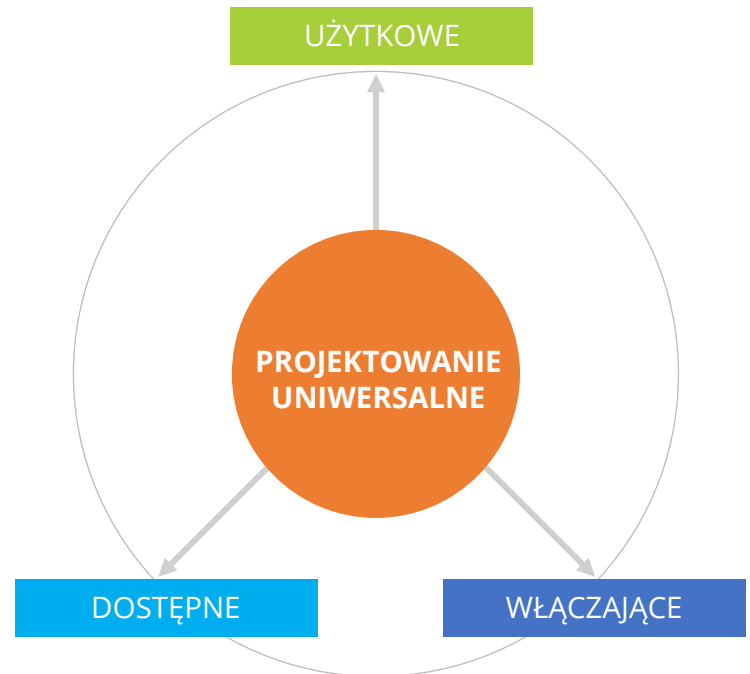 UŻYTKOWE
PROJEKTOWANIE
UNIWERSALNE
DOSTĘPNE
WŁĄCZAJĄCE